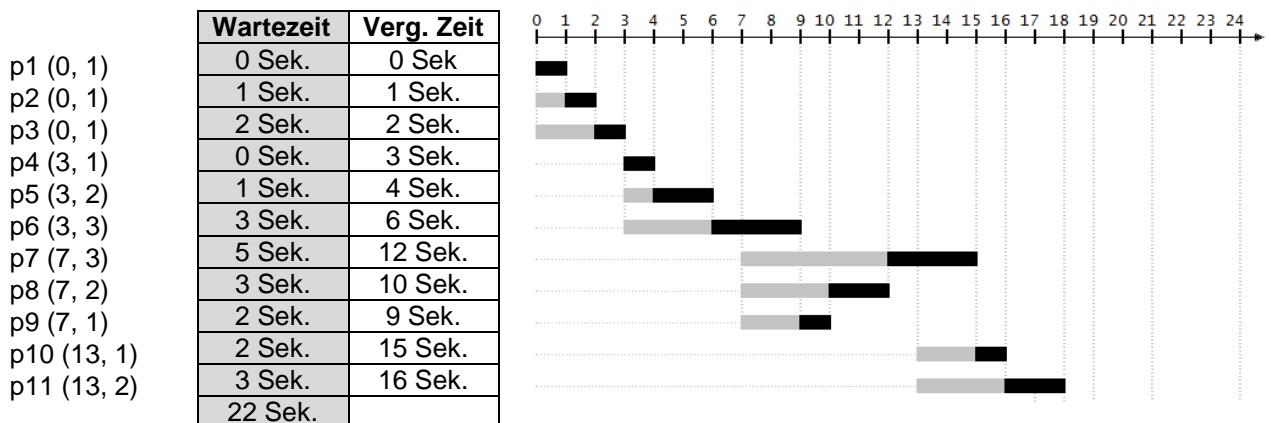 Wartezeit Verg. Zeit 0 1 2 3 4 5 6 7 8 9 10 11 12 13 14 15 16 17 18 19 20 21 22 23 24
p1 (0, 1) 0 Sek. 0 Sek
p2 (0, 1) 1 Sek. 1 Sek.
p3 (0, 1) 2 Sek. 2 Sek.
p4 (3, 1) 0 Sek. 3 Sek.
p5 (3, 2) 1 Sek. 4 Sek.
p6 (3, 3) 3 Sek. 6 Sek.
p7 (7, 3) 5 Sek. 12 Sek.
p8 (7, 2) 3 Sek. 10 Sek.
p9 (7, 1) 2 Sek. 9 Sek.
p10 (13, 1) 2 Sek. 15 Sek.
p11 (13, 2) 3 Sek. 16 Sek.
22 Sek.